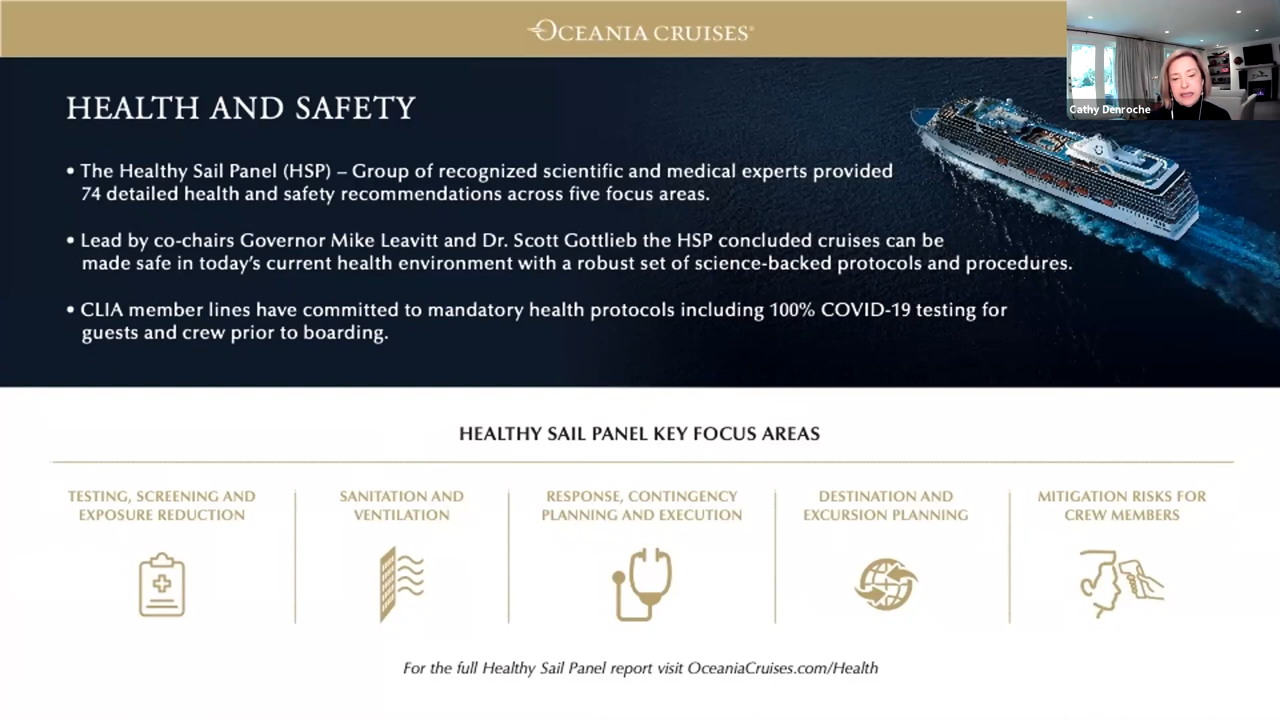 OCEANIA CRUISES®
Cathy Denroche
HEALTH AND SAFETY
• The Healthy Sail Panel (HSP) – Group of recognized scientific and medical experts provided
74 detailed health and safety recommendations across five focus areas.
• Lead by co-chairs Governor Mike Leavitt and Dr. Scott Gottlieb the HSP concluded cruises can be
made safe in today's current health environment with a robust set of science-backed protocols and procedures.
• CLIA member lines have committed to mandatory health protocols including 100% COVID-19 testing for
guests and crew prior to boarding.
HEALTHY SAIL PANEL KEY FOCUS AREAS
TESTING, SCREENING AND
EXPOSURE REDUCTION
SANITATION AND
VENTILATION
RESPONSE, CONTINGENCY
PLANNING AND EXECUTION
DESTINATION AND
EXCURSION PLANNING
MITIGATION RISKS FOR
CREW MEMBERS
For the full Healthy Sail Panel report visit OceaniaCruises.com/Health